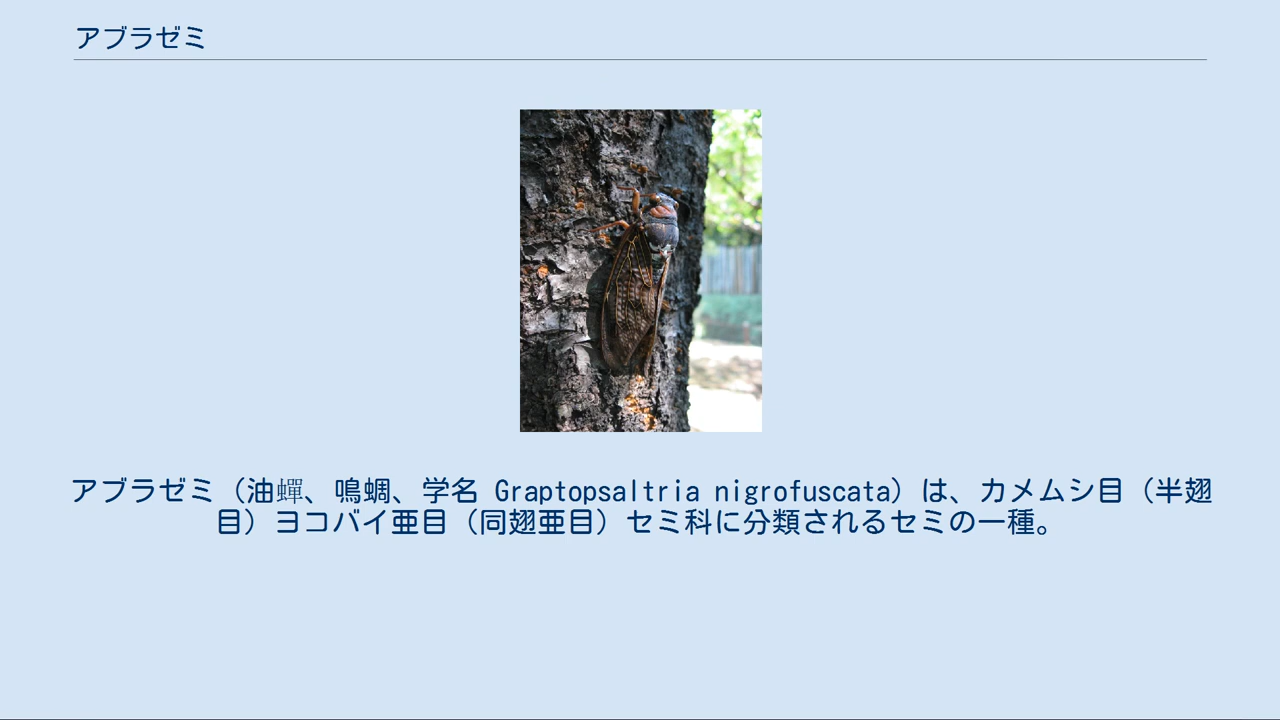 アブラゼミ
アブラゼミ（油蟬、鳴蜩、学名 Graptopsaltria nigrofuscata）は、カメムシ目（半翅
目）ヨコバイ亜目（同翅亜目）セミ科に分類されるセミの一種。